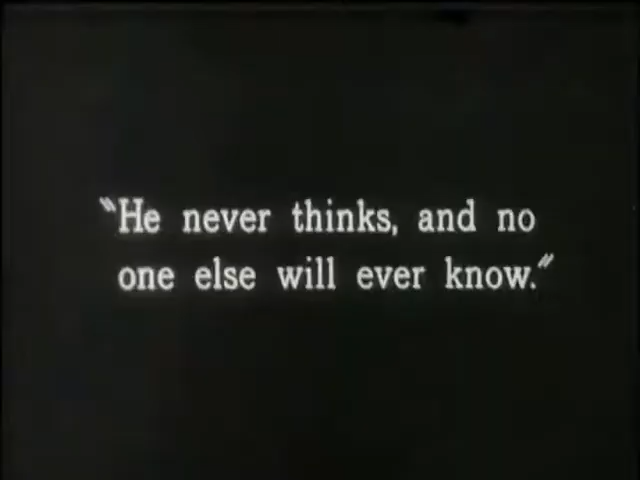 "He never thinks, and no
one else will ever know."